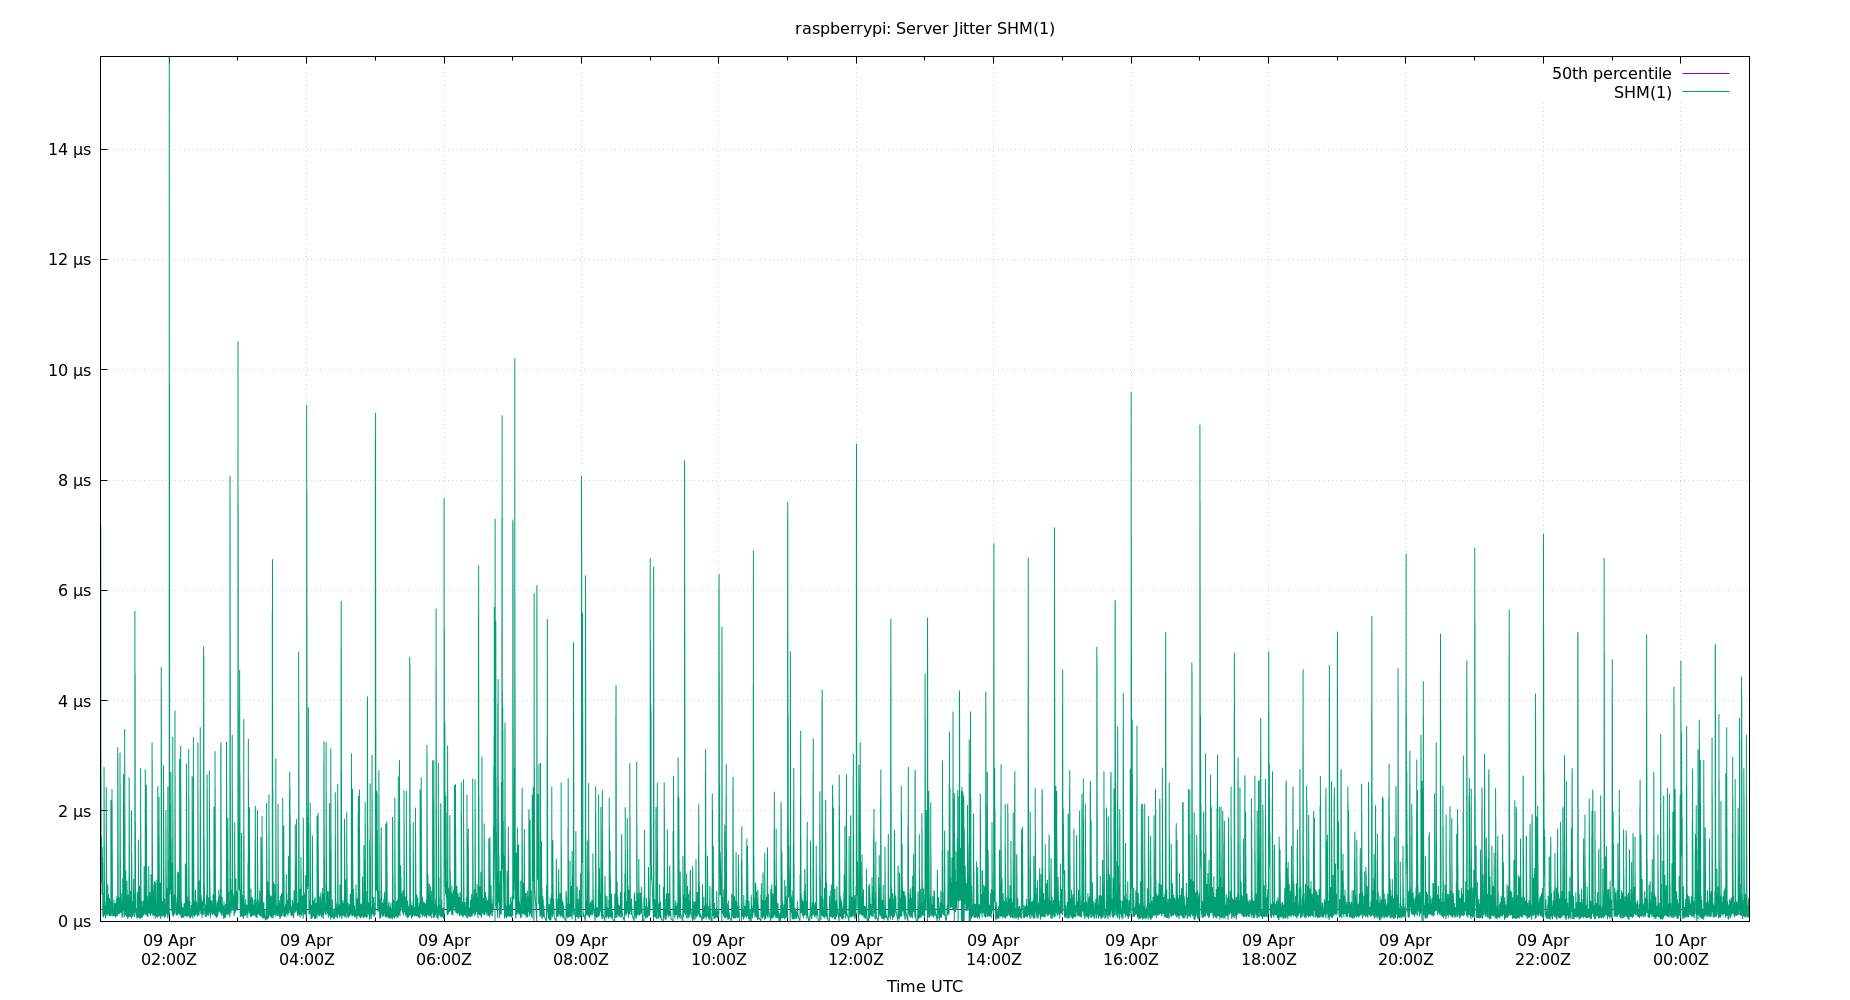 raspberrypi: Server Jitter SHM(1)
50th percentile
SHM(1)
14 µs
12 µs
10 µs
8 µs
6 µs
4 µs
2 µs
0 µs
09 Apr 09 Apr 09 Apr 09 Apr 09 Apr 09 Apr 09 Apr 09 Apr 09 Apr 09 Apr 09 Apr 10 Apr
02:00Z 04:00Z 06:00Z 08:00Z 10:00Z 12:00Z 14:00Z 16:00Z 18:00Z 20:00Z 22:00Z 00:00Z
Time UTC